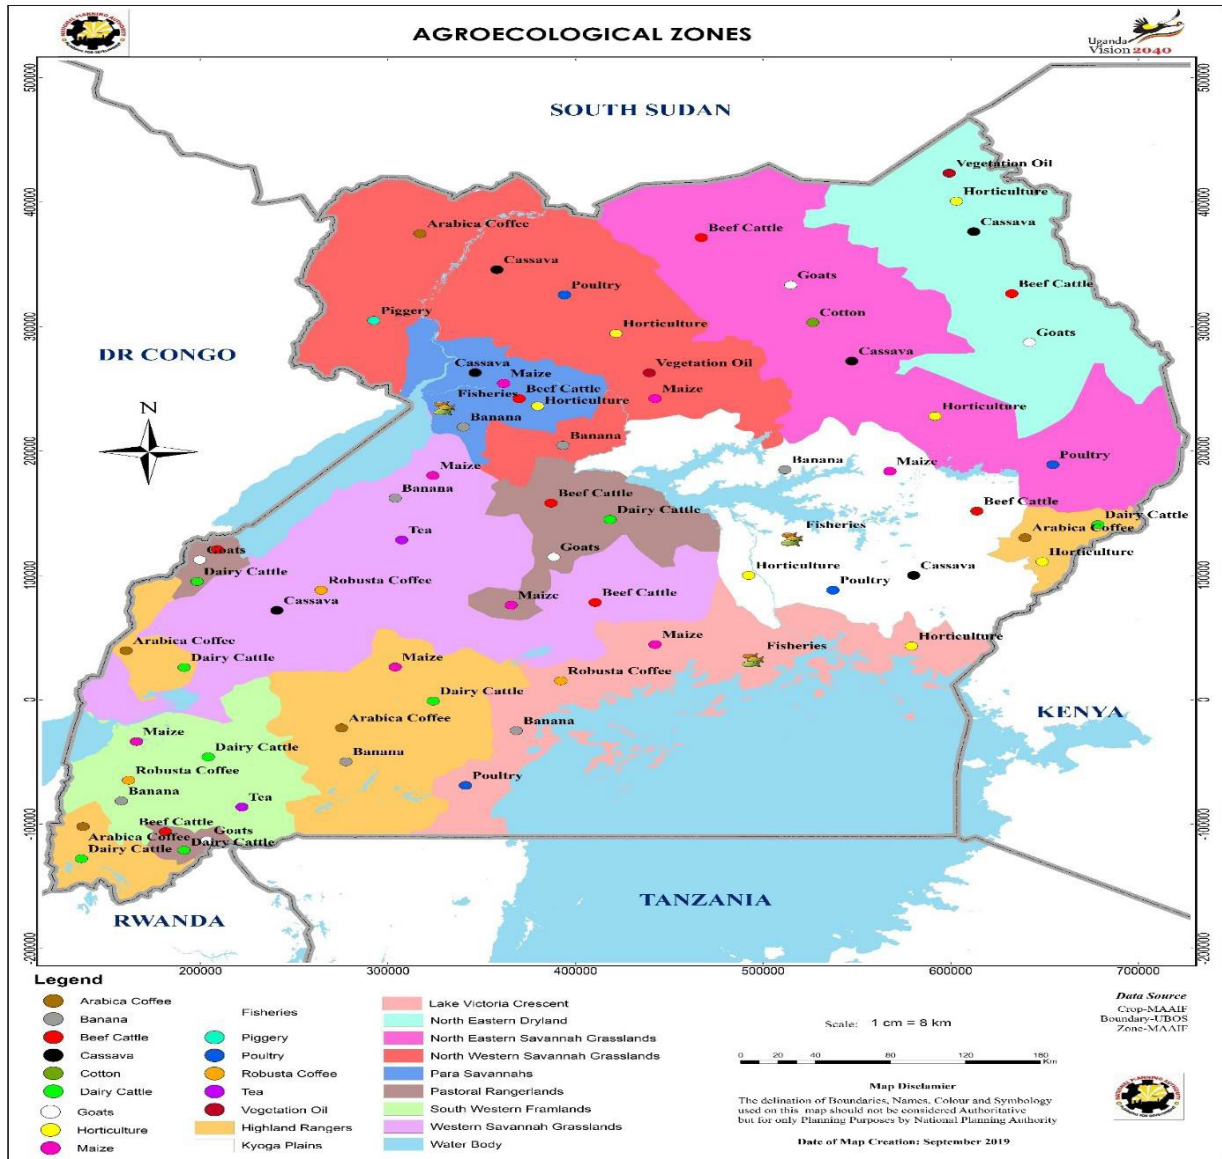 AGROECOLOGICAL ZONES
Uganda
Vision 2040
SOUTH SUDAN
DR CONGO
KENYA
TANZANIA
RWANDA
N
500000
400000
300000
200000
100000
0
-100000
-200000
500000
400000
300000
200000
100000
0
-100000
-200000
Vegetation Oil
Horticulture
Cassava
Arabica Coffee
Beef Cattle
Cassava
Goats
Poultry
Beef Cattle
Piggery
Cotton
Horticulture
Goats
Cassava
Cassava
Vegetation Oil
Maize
Beef Cattle
Maize
Fisheries
Horticulture
Horticulture
Banana
Banana
Maize
Banana
Maize
Poultry
Banana
Beef Cattle
Beef Cattle
Dairy Cattle
Fisheries
Dairy Cattle
Tea
Arabica Coffee
Goats
Goats
Horticulture
Dairy Cattle
Robusta Coffee
Horticulture
Poultry
Cassava
Cassava
Maize
Beef Cattle
Arabica Coffee
Maize
Horticulture
Dairy Cattle
Maize
Fisheries
Robusta Coffee
Dairy Cattle
Arabica Coffee
Banana
Maize
Dairy Cattle
Banana
Robusta Coffee
Poultry
Banana
Tea
Beef Cattle
Goats
Arabica Coffee
Dairy Cattle
Dairy Cattle
200000 300000 400000 500000 600000 700000
Legend
Arabica Coffee
Banana
Beef Cattle
Cassava
Cotton
Dairy Cattle
Goats
Horticulture
Maize
Fisheries
Piggery
Poultry
Robusta Coffee
Tea
Vegetation Oil
Highland Rangers
Kyoga Plains
Lake Victoria Crescent
North Eastern Dryland
North Eastern Savannah Grasslands
North Western Savannah Grasslands
Para Savannahs
Pastoral Rangerlands
South Western Framlands
Western Savannah Grasslands
Water Body
Scale: 1 cm = 8 km
0 20 40 80 120 180
Km
Data Source
Crop-MAAIF
Boundary-UBOS
Zone-MAAIF
Map Disclamier
The delination of Boundaries, Names, Colour and Symbology
used on this map should not be considered Authoritative
but for only Planning Purposes by National Planning Authority
Date of Map Creation: September 2019